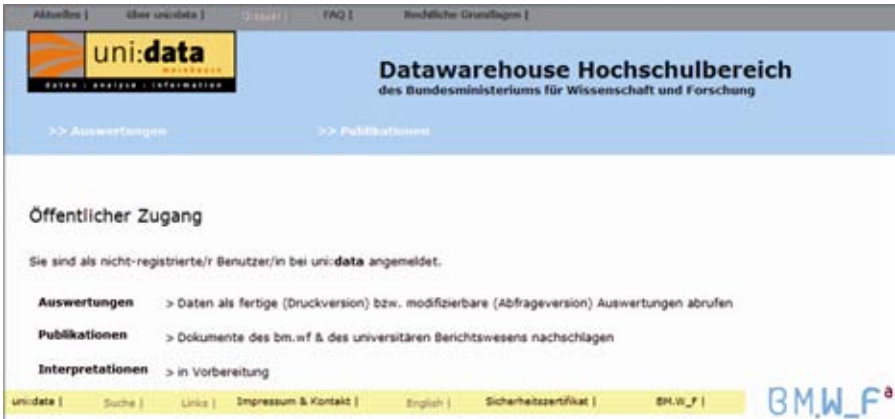 Aktuelles | über uni:data | Glossar | FAQ | Rechtliche Grundlagen |
uni:data
warehouse
daten : analyse : information
Datawarehouse Hochschulbereich
des Bundesministeriums für Wissenschaft und Forschung
>> Auswertungen >> Publikationen
Öffentlicher Zugang
Sie sind als nicht-registrierte/r Benutzer/in bei uni:data angemeldet.
Auswertungen > Daten als fertige (Druckversion) bzw. modifizierbare (Abfrageversion) Auswertungen abrufen
Publikationen > Dokumente des bm.wf & des universitären Berichtswesens nachschlagen
Interpretationen > in Vorbereitung
uni:data | Suche | Links | Impressum & Kontakt | English | Sicherheitszertifikat | BM.W_F |
BM.W_Fª